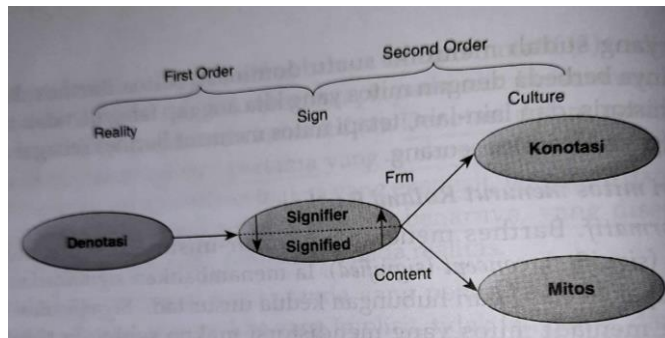 Second Order
First Order
Sign
Culture
Reality
Konotasi
Frm
Signifier
Denotasi
Signified
Content
Mitos